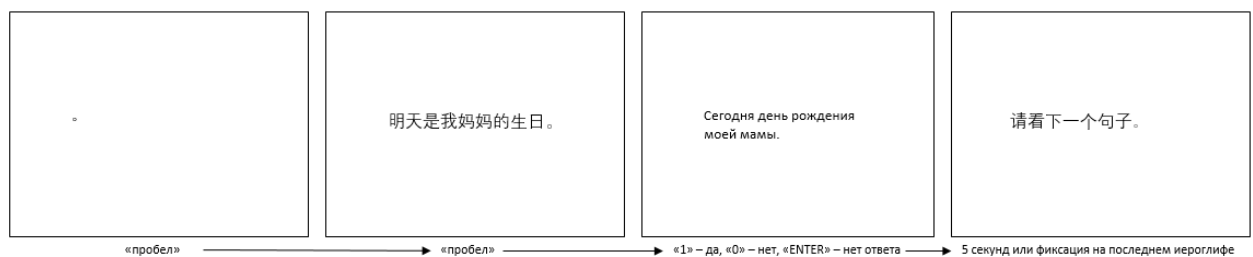 。
明天是我妈妈的生日。
Сегодня день рождения
моей мамы.
请看下一个句子。
«пробел»
«пробел»
«1» – да, «0» – нет, «ENTER» – нет ответа
5 секунд или фиксация на последнем иероглифе